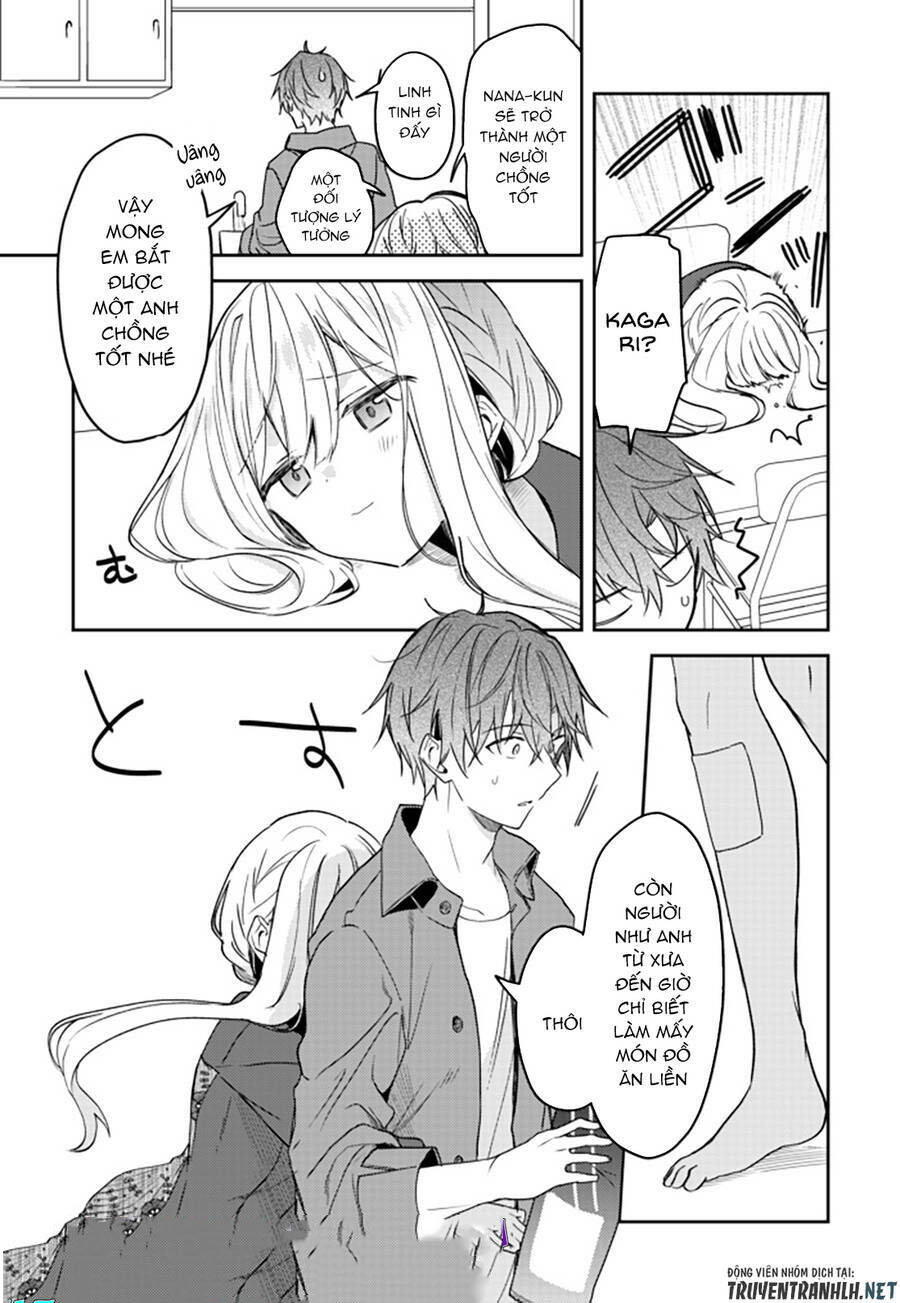 NANA-KUN
SẼ TRỞ
THÀNH MỘT
NGƯỜI
CHỒNG
TỐT
LINH
TINH GÌ
ĐẤY
MỘT
ĐỐI
TƯỢNG LÝ
TƯỞNG
Vâng
vâng
VẬY
MONG
EM BẮT
ĐƯỢC
MỘT ANH
CHỒNG
TỐT NHÉ
む
KAGA
RI?
とす
CÒN
NGƯỜI
NHƯ ANH
TỪ XƯA
ĐẾN GIỜ
CHỈ BIẾT
LÀM MẤY
MÓN ĐỒ
ĂN LIỀN
THÔI
ĐỘNG VIÊN NHÓM DỊCH TẠI:
TRUYENTRANHLH.NET